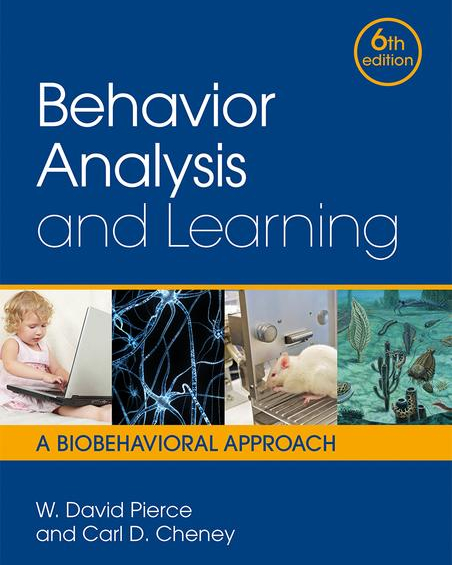 6th
edition
Behavior
Analysis
and Learning
A BIOBEHAVIORAL APPROACH
W. David Pierce
and Carl D. Cheney